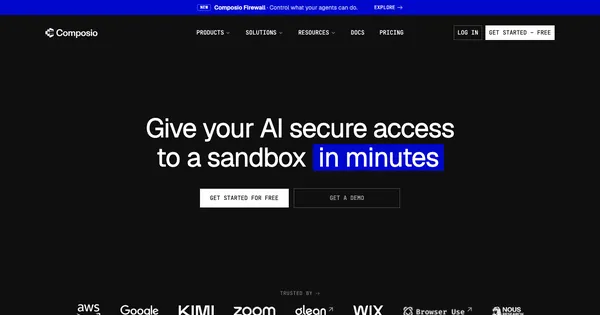 NEW Composio Firewall · Control what your agents can do. EXPLORE →
Composio PRODUCTS SOLUTIONS RESOURCES DOCS PRICING LOG IN GET STARTED – FREE
Give your AI secure access
to a sandbox in minutes
GET STARTED FOR FREE GET A DEMO
TRUSTED BY →
aws Google KIMI zoom glean WIX Browser Use NOUS